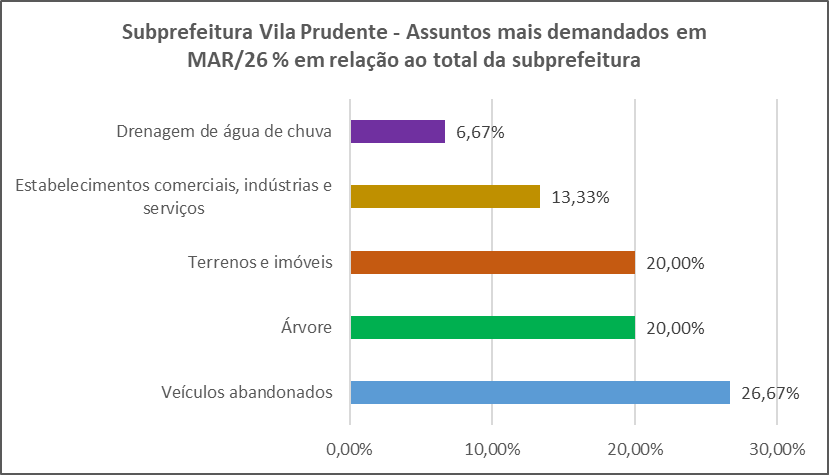 Subprefeitura Vila Prudente - Assuntos mais demandados em
MAR/26 % em relação ao total da subprefeitura
Drenagem de água de chuva
6,67%
Estabelecimentos comerciais, indústrias e
serviços
13,33%
Terrenos e imóveis
20,00%
Árvore
20,00%
Veículos abandonados
26,67%
0,00%
10,00%
20,00%
30,00%